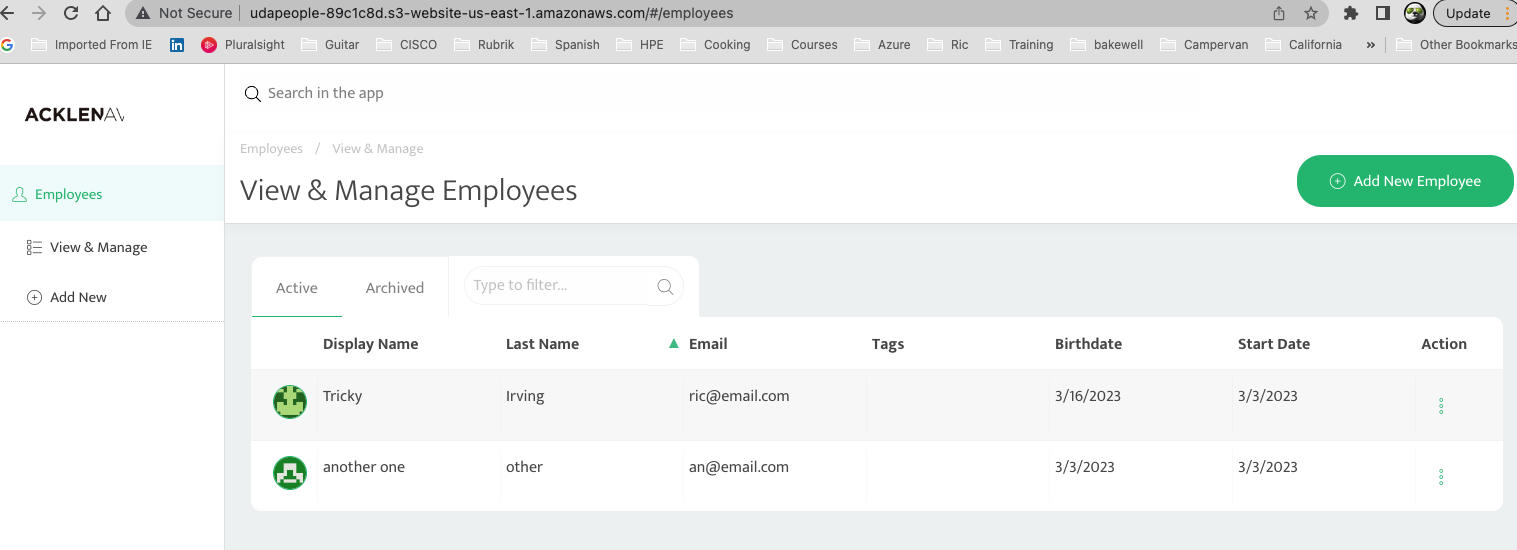 Not Secure | udapeople-89c1c8d.s3-website-us-east-1.amazonaws.com/#/employees Update
Imported From IE Pluralsight Guitar CISCO Rubrik Spanish HPE Cooking Courses Azure Ric Training bakewell Campervan California » Other Bookmarks
Search in the app
ACKLENAV
Employees / View & Manage
View & Manage Employees
Add New Employee
Employees
View & Manage
Add New
Active Archived Type to filter...
Display Name Last Name Email Tags Birthdate Start Date Action
Tricky Irving ric@email.com 3/16/2023 3/3/2023
another one other an@email.com 3/3/2023 3/3/2023